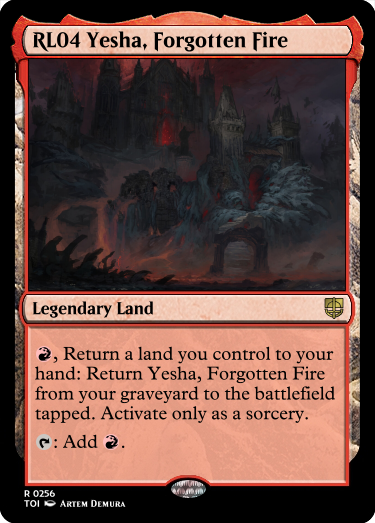 RL04 Yesha, Forgotten Fire
Legendary Land
R, Return a land you control to your
hand: Return Yesha, Forgotten Fire
from your graveyard to the battlefield
tapped. Activate only as a sorcery.
: Add .
R 0256
TOI ARTEM DEMURA